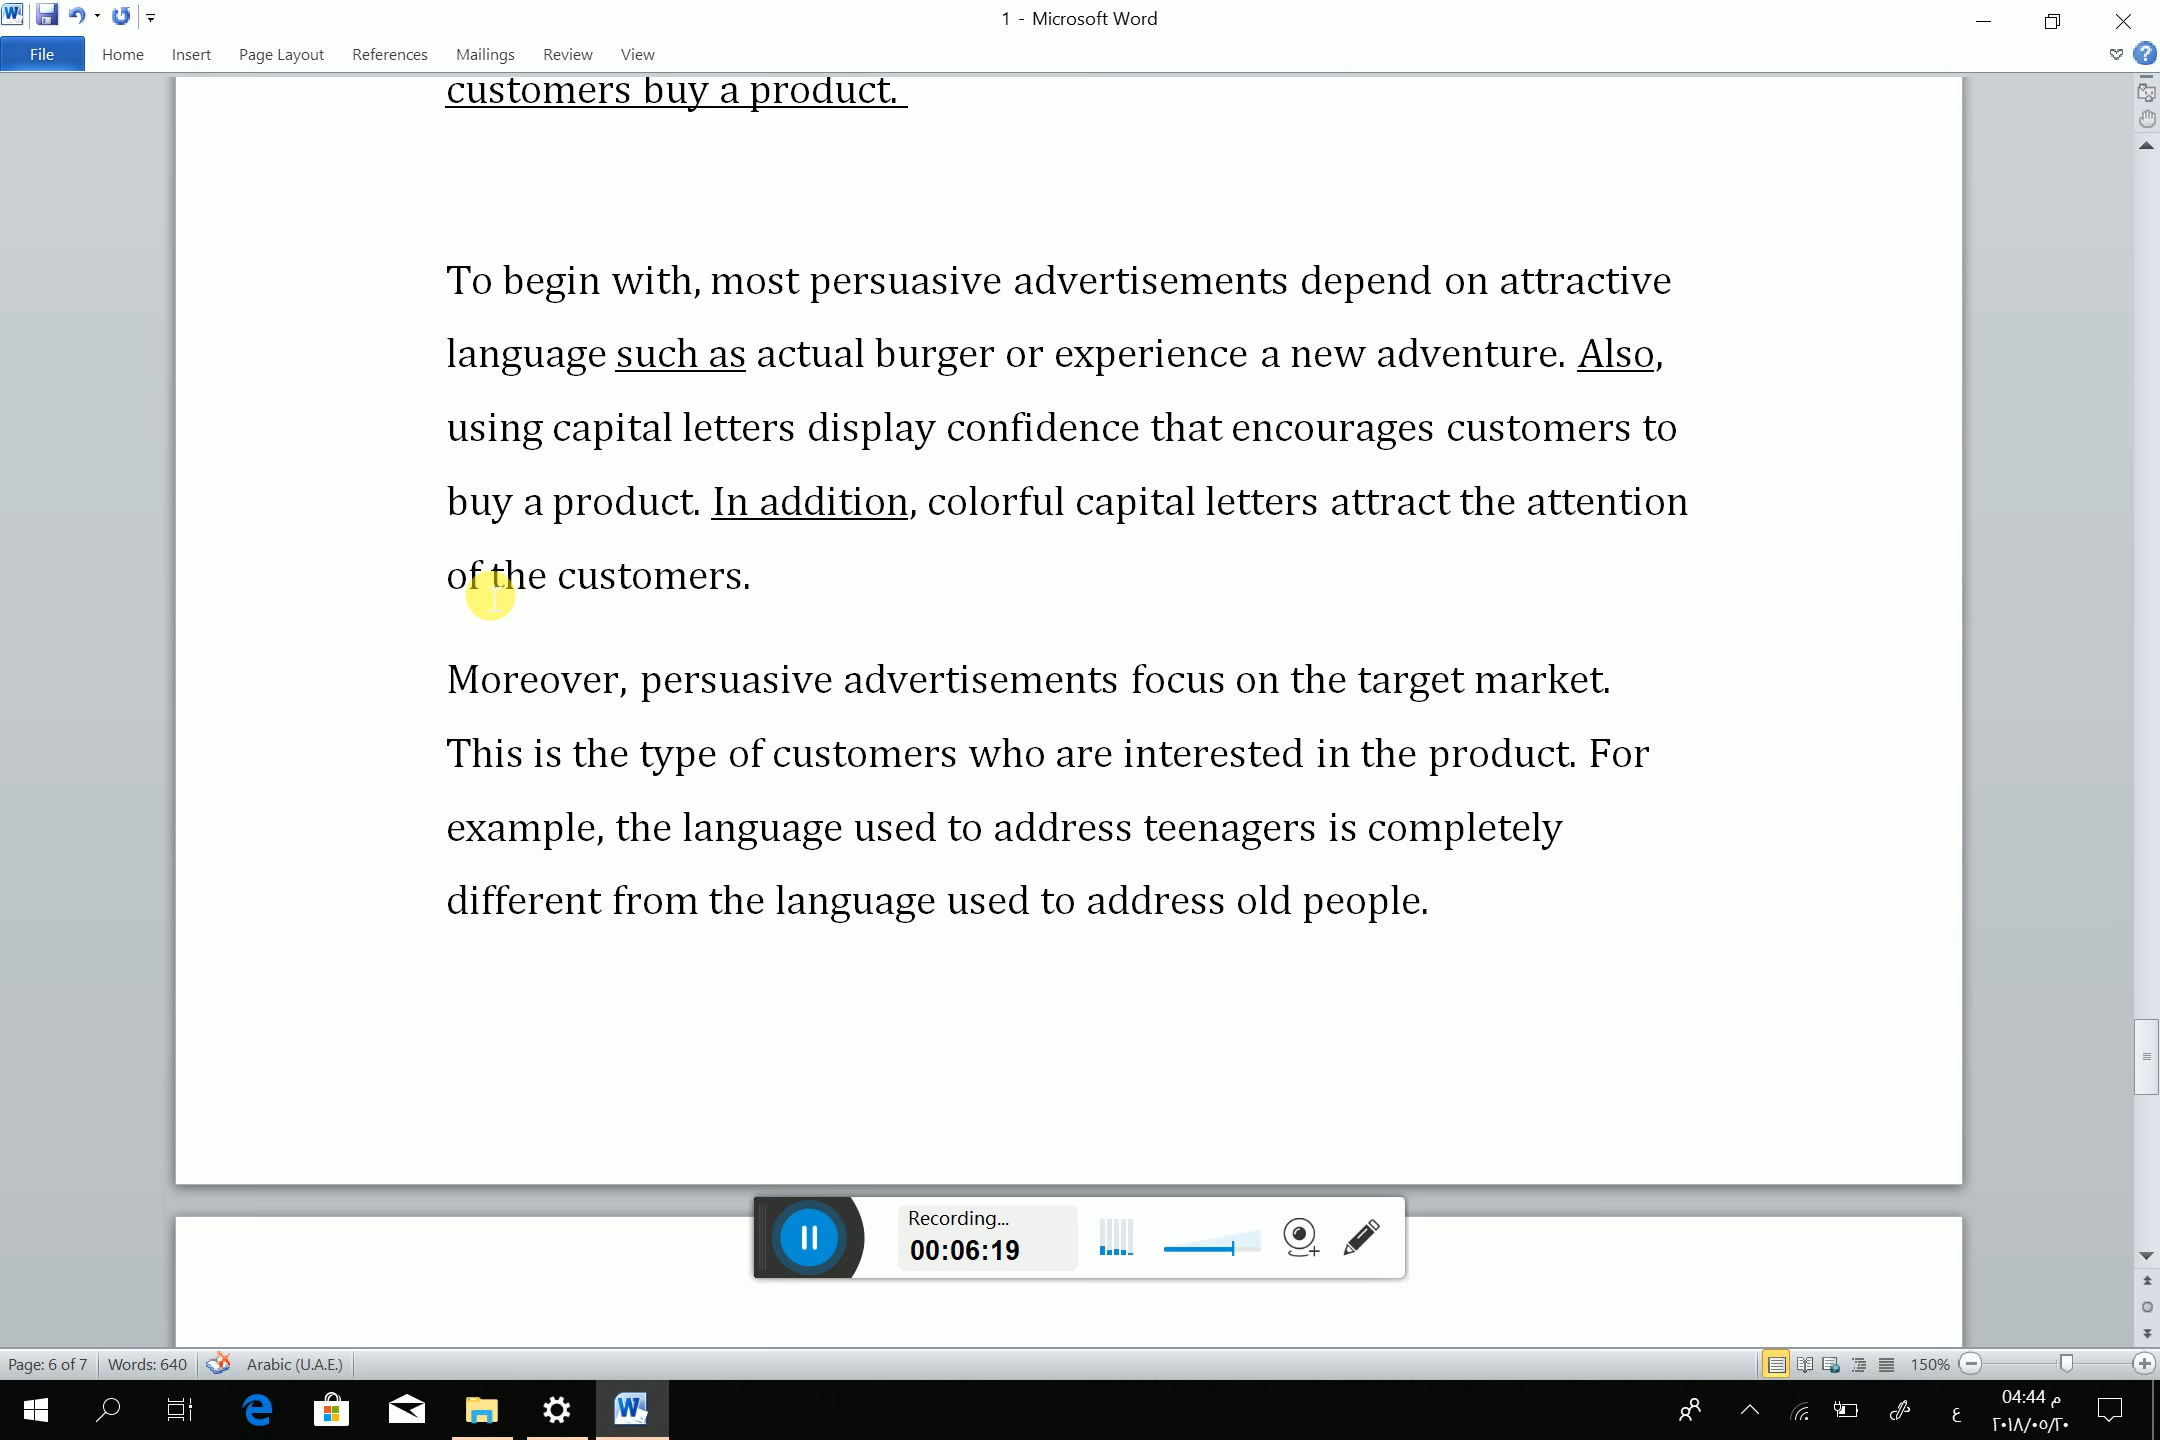 1 - Microsoft Word
File Home Insert Page Layout References Mailings Review View
customers buy a product.
To begin with, most persuasive advertisements depend on attractive
language such as actual burger or experience a new adventure. Also,
using capital letters display confidence that encourages customers to
buy a product. In addition, colorful capital letters attract the attention
of the customers.
Moreover, persuasive advertisements focus on the target market.
This is the type of customers who are interested in the product. For
example, the language used to address teenagers is completely
different from the language used to address old people.
Recording...
00:06:19
Page: 6 of 7 Words: 640 Arabic (U.A.E.) 150%
04:44 م
ع
٢٠١٨/٠٥/٢٠